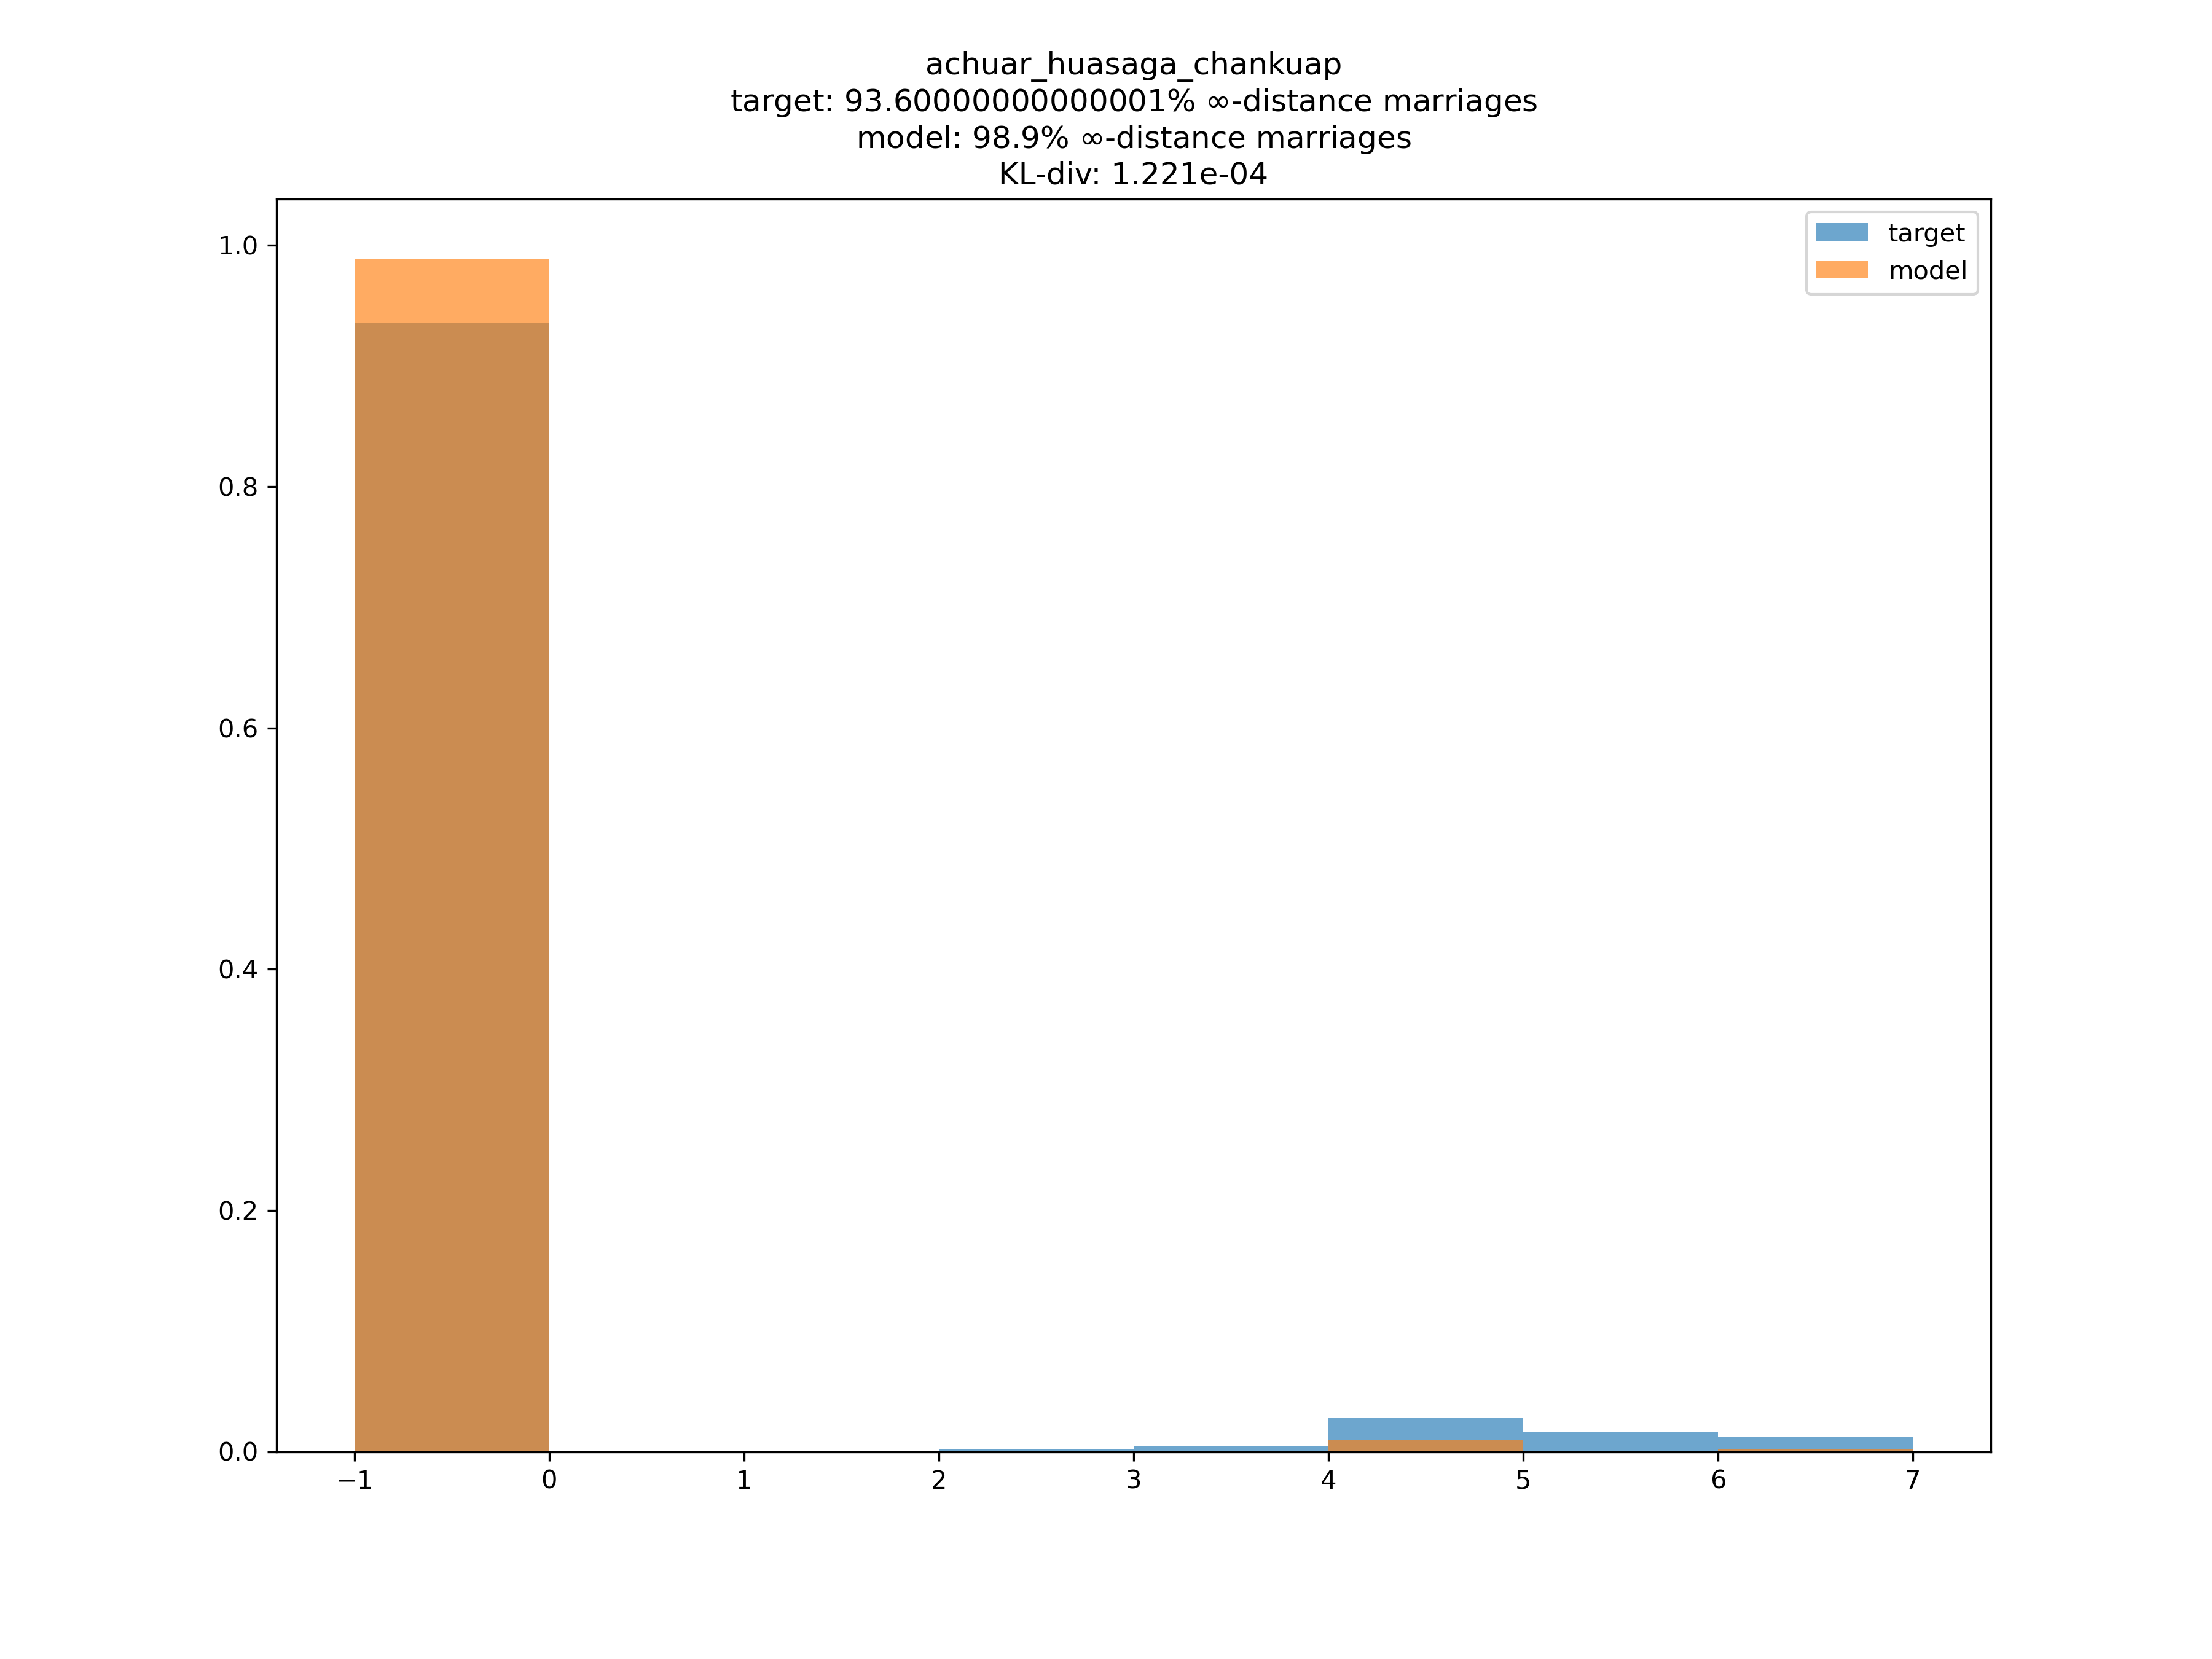 achuar_huasaga_chankuap
target: 93.60000000000001% ∞-distance marriages
model: 98.9% ∞-distance marriages
KL-div: 1.221e-04
target
model
1.0
0.8
0.6
0.4
0.2
0.0
−1 0 1 2 3 4 5 6 7